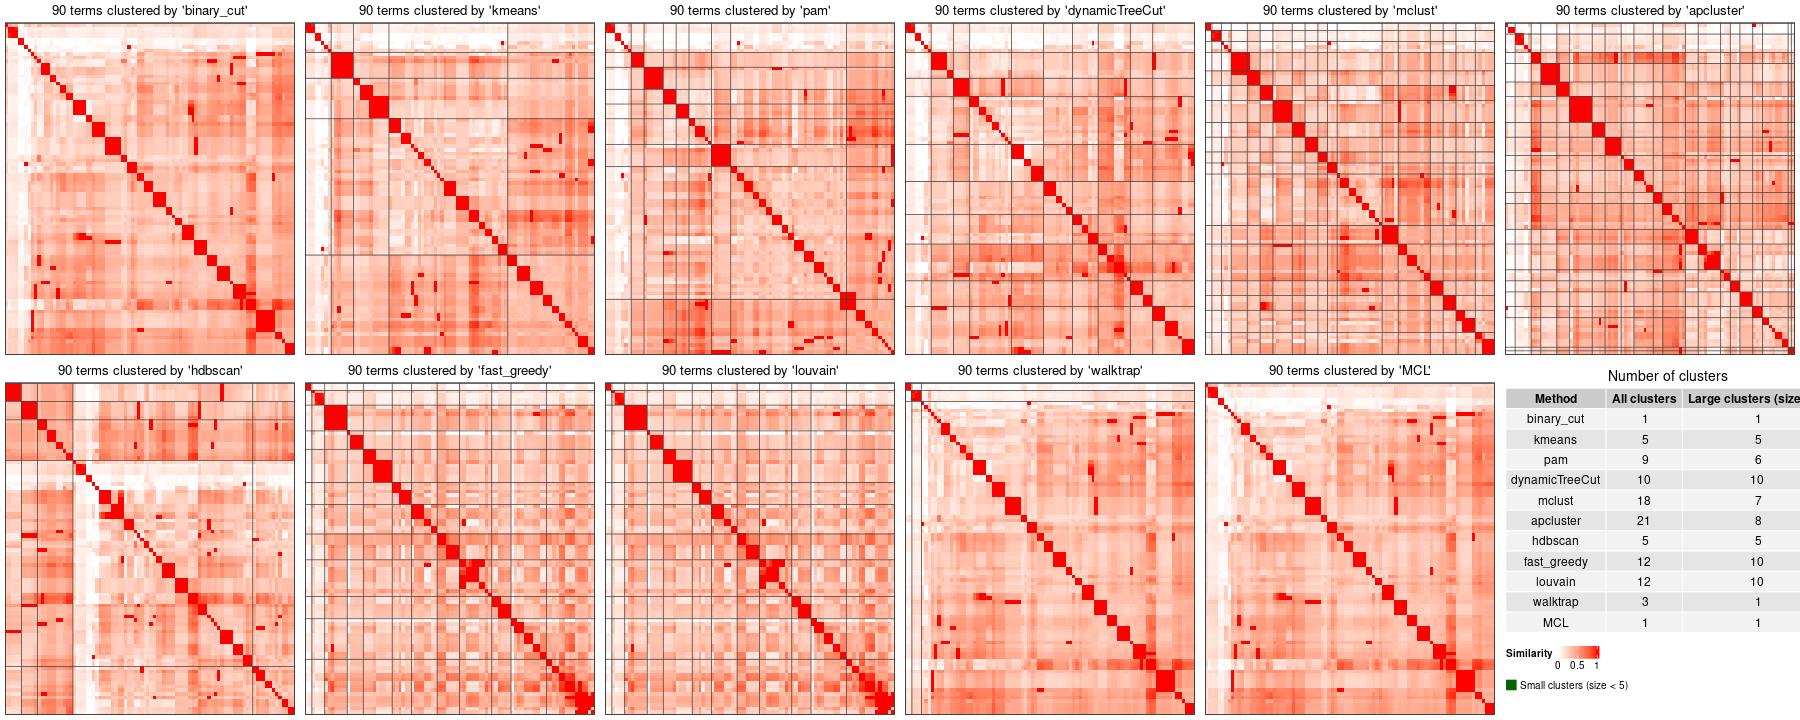 90 terms clustered by 'binary_cut'
90 terms clustered by 'kmeans'
90 terms clustered by 'pam'
90 terms clustered by 'dynamicTreeCut'
90 terms clustered by 'mclust'
90 terms clustered by 'apcluster'
90 terms clustered by 'hdbscan'
90 terms clustered by 'fast_greedy'
90 terms clustered by 'louvain'
90 terms clustered by 'walktrap'
90 terms clustered by 'MCL'
Number of clusters
Method All clusters Large clusters (size
binary_cut 1 1
kmeans 5 5
pam 9 6
dynamicTreeCut 10 10
mclust 18 7
apcluster 21 8
hdbscan 5 5
fast_greedy 12 10
louvain 12 10
walktrap 3 1
MCL 1 1
Similarity
0 0.5 1
Small clusters (size < 5)